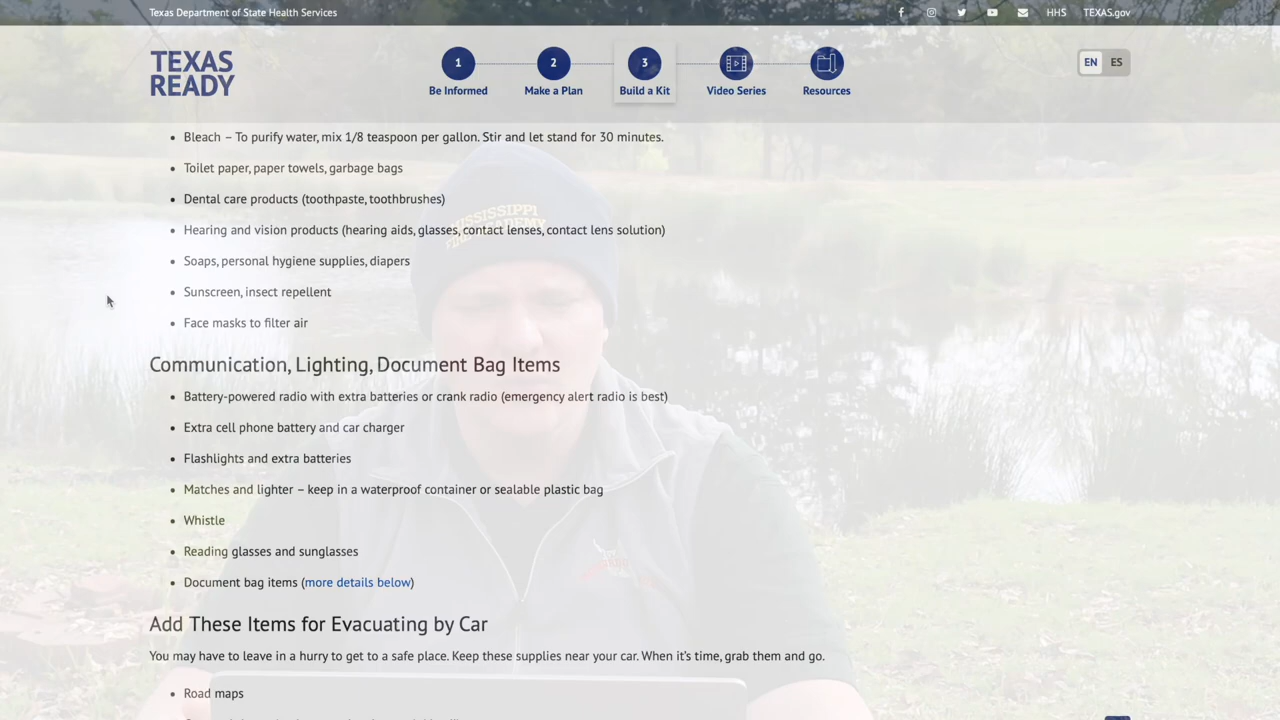 Texas Department of State Health Services
HHS
TEXAS.gov
TEXAS
READY
1
2
3
Be Informed
Make a Plan
Build a Kit
Video Series
Resources
EN
ES
Bleach – To purify water, mix 1/8 teaspoon per gallon. Stir and let stand for 30 minutes.
Toilet paper, paper towels, garbage bags
Dental care products (toothpaste, toothbrushes)
Hearing and vision products (hearing aids, glasses, contact lenses, contact lens solution)
Soaps, personal hygiene supplies, diapers
Sunscreen, insect repellent
Face masks to filter air
MISSISSIPPI
Communication, Lighting, Document Bag Items
Battery-powered radio with extra batteries or crank radio (emergency alert radio is best)
Extra cell phone battery and car charger
Flashlights and extra batteries
Matches and lighter – keep in a waterproof container or sealable plastic bag
Whistle
Reading glasses and sunglasses
Document bag items (more details below)
Add These Items for Evacuating by Car
You may have to leave in a hurry to get to a safe place. Keep these supplies near your car. When it's time, grab them and go.
Road maps